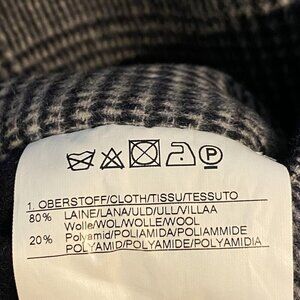 P
1. OBERSTOFF/CLOTH/TISSU/TESSUTO
80% LAINE/LANA/ULD/ULL/VILLAA
Wolle/WOL/WOLLE/WOOL
20% Polyamid/POLIAMIDA/POLIAMMIDE
POLYAMID/POLYAMIDE/POLYAMIDIA